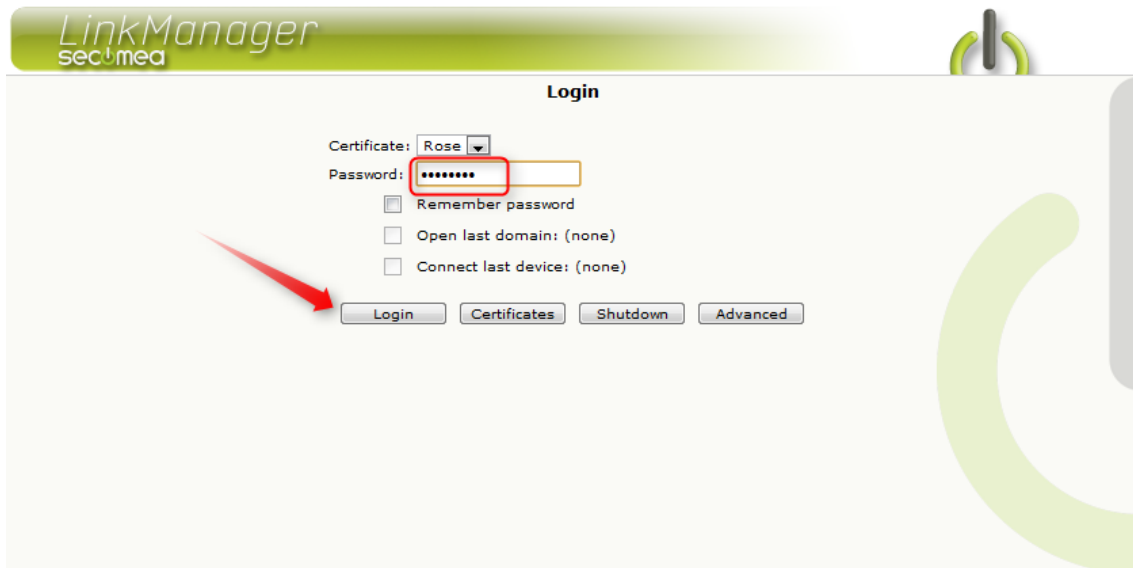 LinkManager
secomea
Login
Certificate: Rose
Password: ••••••••
Remember password
Open last domain: (none)
Connect last device: (none)
Login Certificates Shutdown Advanced